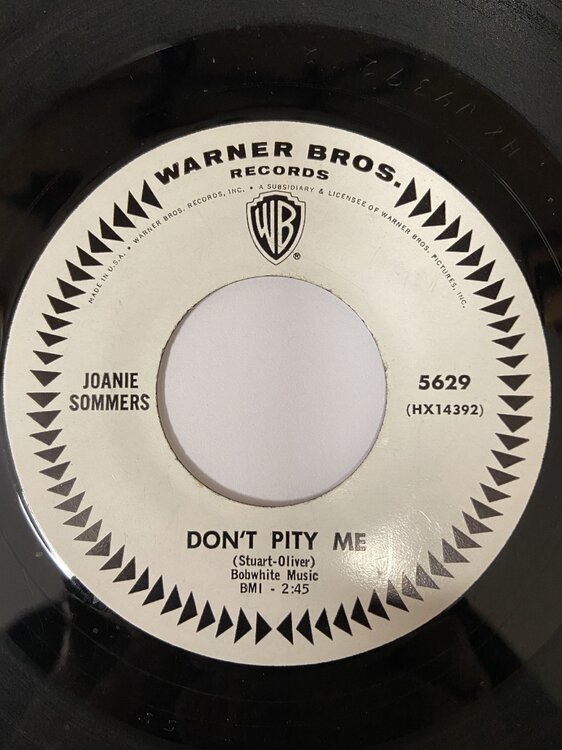 WARNER BROS.
RECORDS
MADE IN U.S.A. • WARNER BROS. RECORDS, INC. • A SUBSIDIARY & LICENSEE OF WARNER BROS. PICTURES, INC.
WB
®
JOANIE
SOMMERS
5629
(HX14392)
DON'T PITY ME
(Stuart-Oliver)
Bobwhite Music
BMI - 2:45